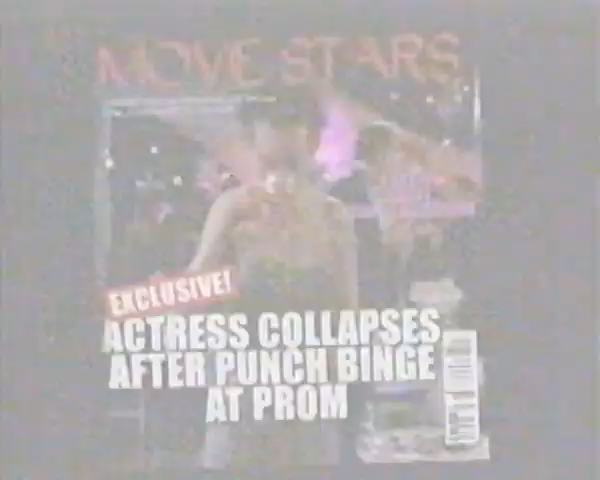 MOVIE STARS
EXCLUSIVE!
ACTRESS COLLAPSES
AFTER PUNCH BINGE
AT PROM